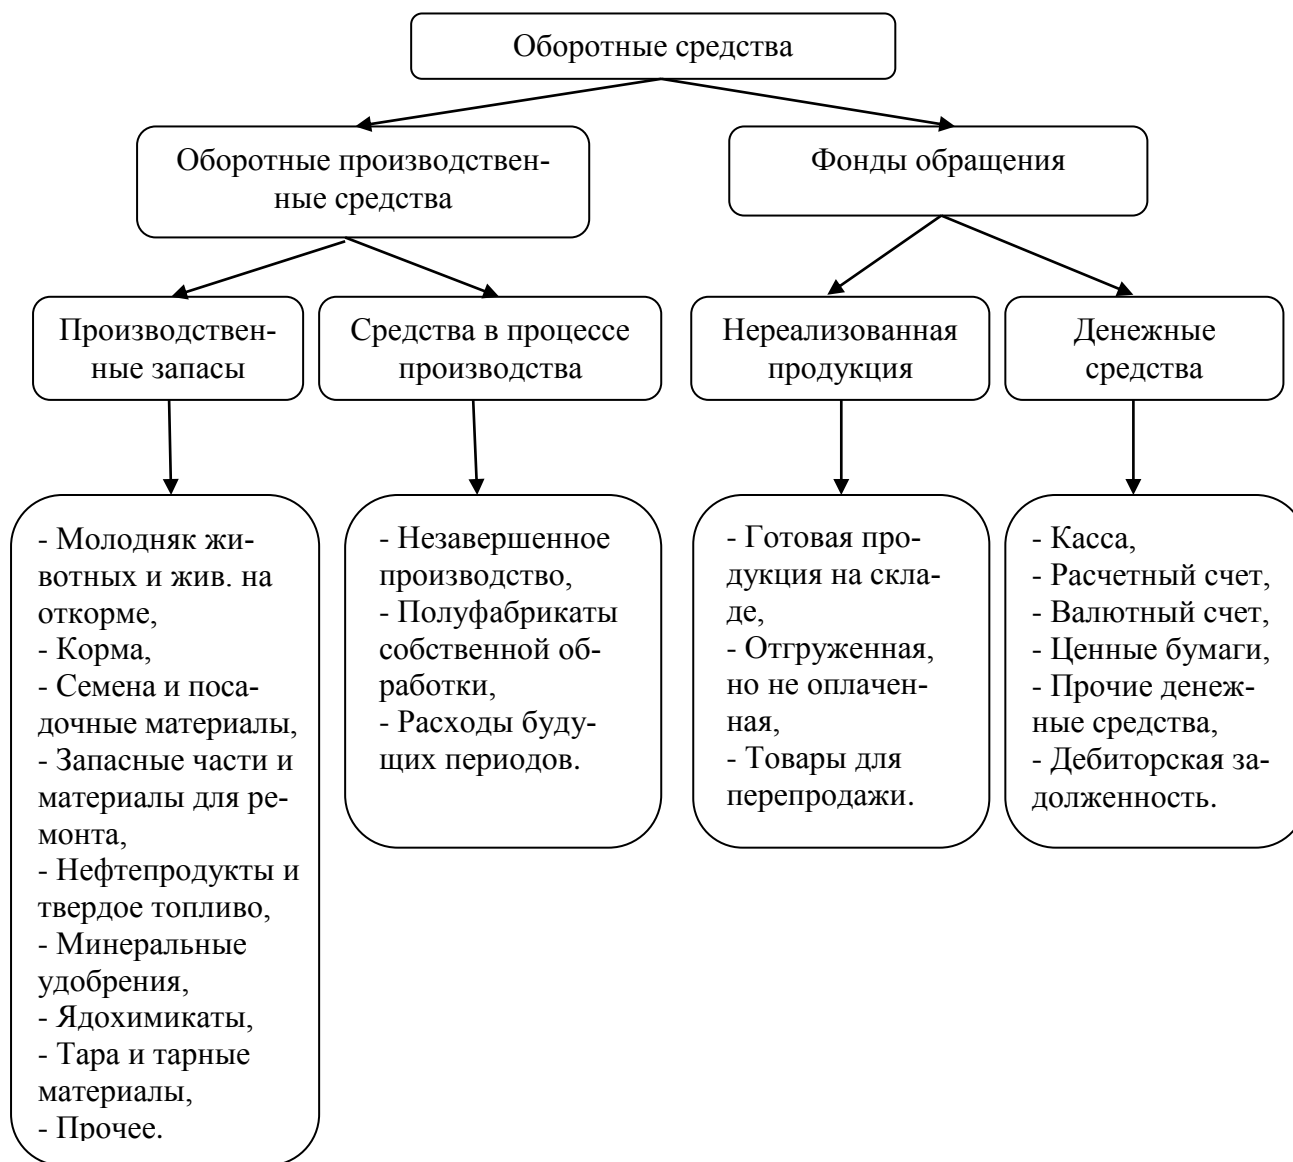 Оборотные средства
Оборотные производствен-
ные средства
Фонды обращения
Производствен-
ные запасы
Средства в процессе
производства
Нереализованная
продукция
Денежные
средства
- Молодняк жи-
вотных и жив. на
откорме,
- Корма,
- Семена и поса-
дочные материалы,
- Запасные части и
материалы для ре-
монта,
- Нефтепродукты и
твердое топливо,
- Минеральные
удобрения,
- Ядохимикаты,
- Тара и тарные
материалы,
- Прочее.
- Незавершенное
производство,
- Полуфабрикаты
собственной об-
работки,
- Расходы буду-
щих периодов.
- Готовая про-
дукция на скла-
де,
- Отгруженная,
но не оплачен-
ная,
- Товары для
перепродажи.
- Касса,
- Расчетный счет,
- Валютный счет,
- Ценные бумаги,
- Прочие денеж-
ные средства,
- Дебиторская за-
долженность.